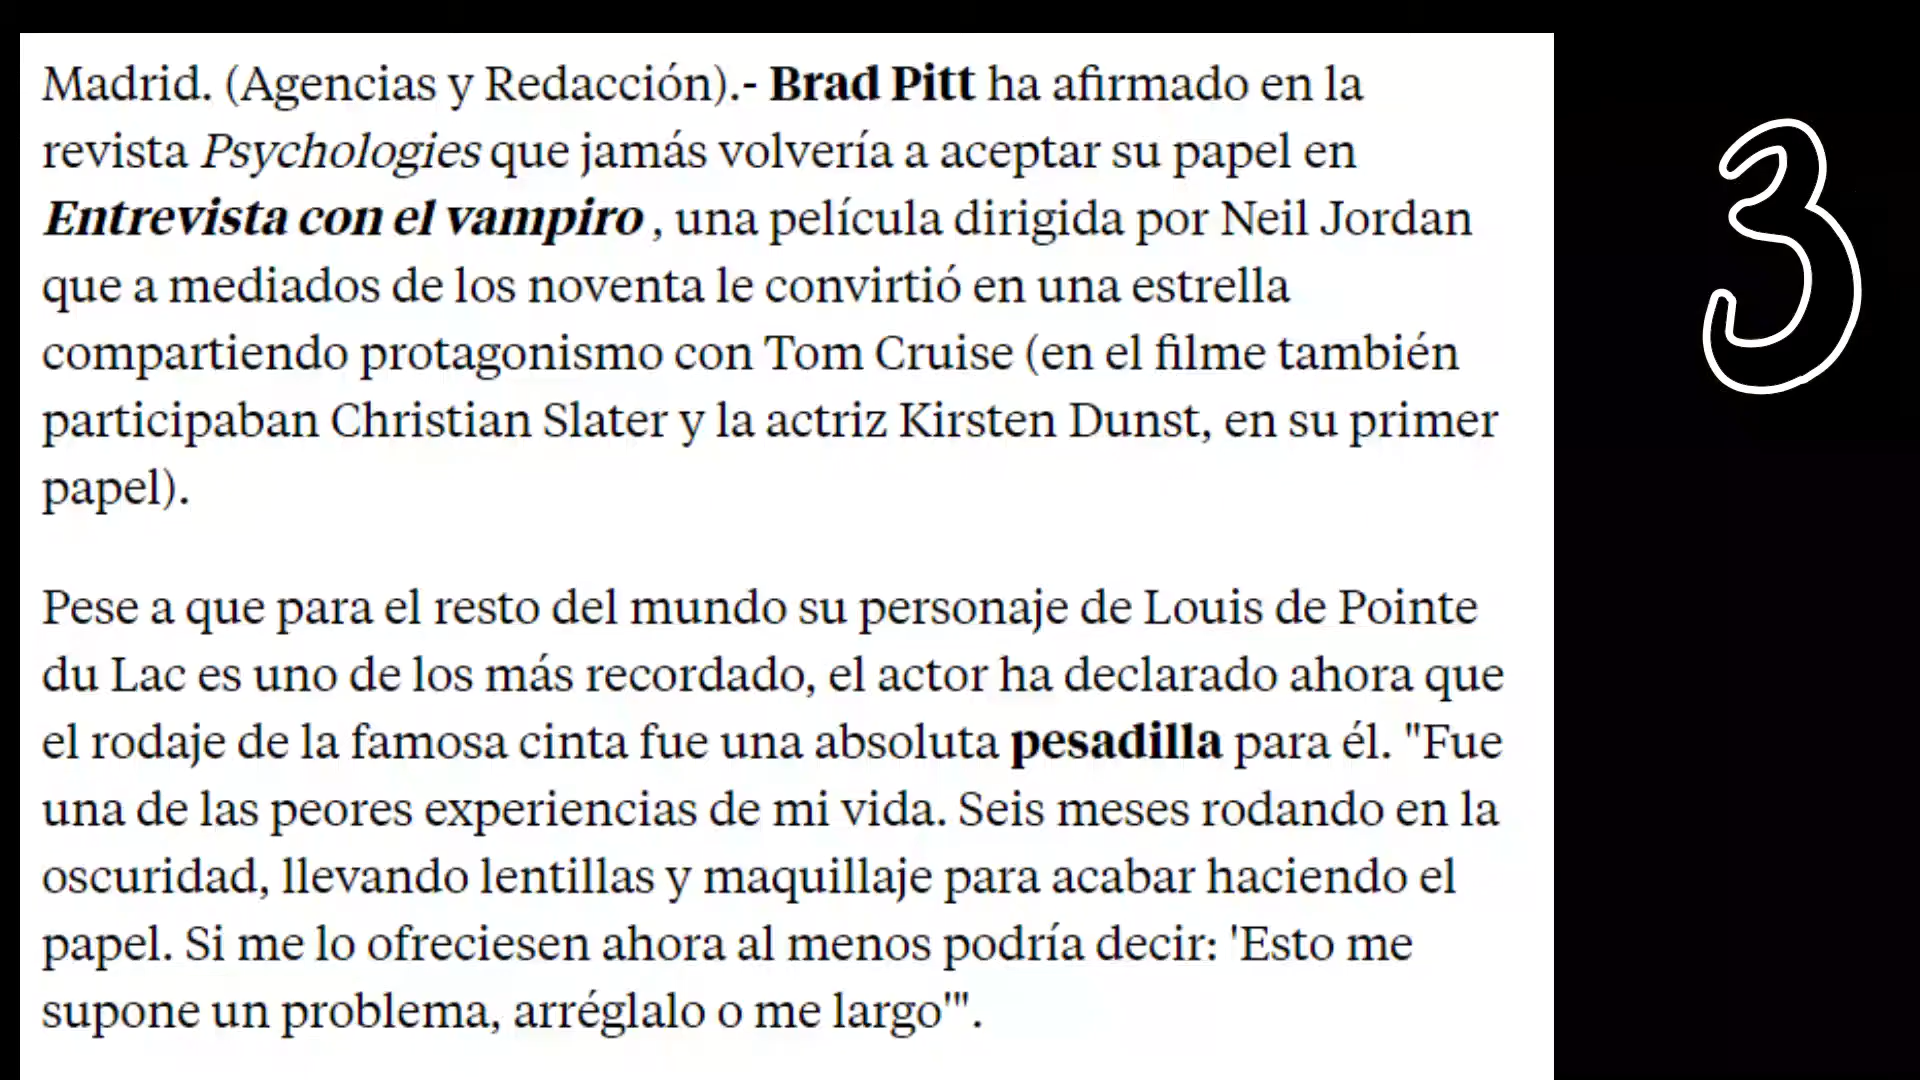 Madrid. (Agencias y Redacción).- Brad Pitt ha afirmado en la
revista Psychologies que jamás volvería a aceptar su papel en
Entrevista con el vampiro , una película dirigida por Neil Jordan
que a mediados de los noventa le convirtió en una estrella
compartiendo protagonismo con Tom Cruise (en el filme también
participaban Christian Slater y la actriz Kirsten Dunst, en su primer
papel).
Pese a que para el resto del mundo su personaje de Louis de Pointe
du Lac es uno de los más recordado, el actor ha declarado ahora que
el rodaje de la famosa cinta fue una absoluta pesadilla para él. "Fue
una de las peores experiencias de mi vida. Seis meses rodando en la
oscuridad, llevando lentillas y maquillaje para acabar haciendo el
papel. Si me lo ofreciesen ahora al menos podría decir: 'Esto me
supone un problema, arréglalo o me largo'".
3